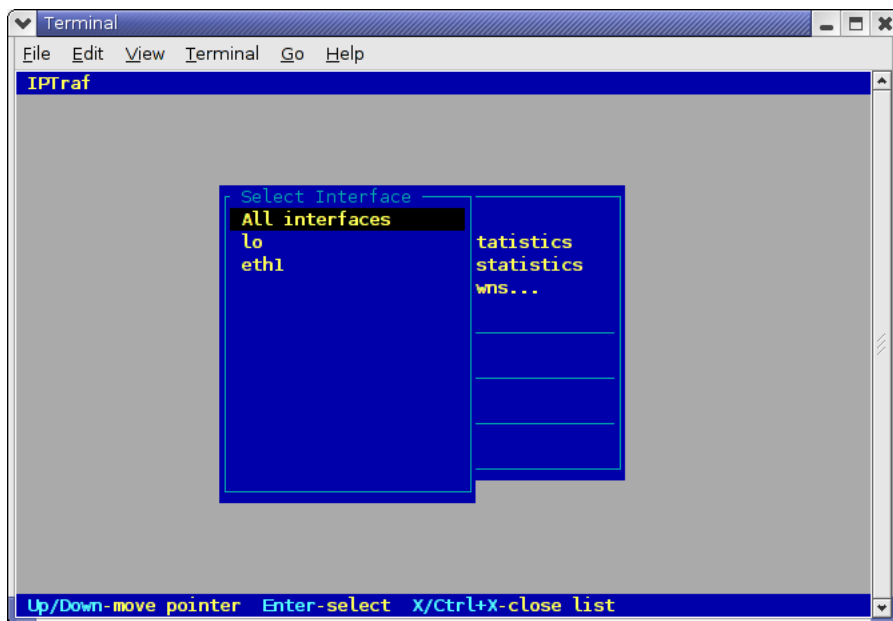 Terminal
File Edit View Terminal Go Help
IPTraf
Select Interface
All interfaces
lo
tatistics
eth1
statistics
wns...
Up/Down-move pointer Enter-select X/Ctrl+X-close list